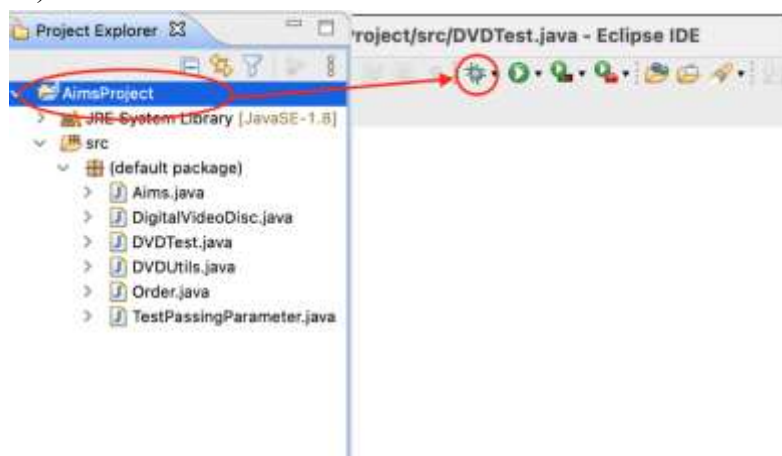 Project Explorer
roject/src/DVDTest.java - Eclipse IDE
AimsProject
JRE System Library [JavaSE-1.8]
src
(default package)
Aims.java
DigitalVideoDisc.java
DVDTest.java
DVDUtils.java
Order.java
TestPassingParameter.java